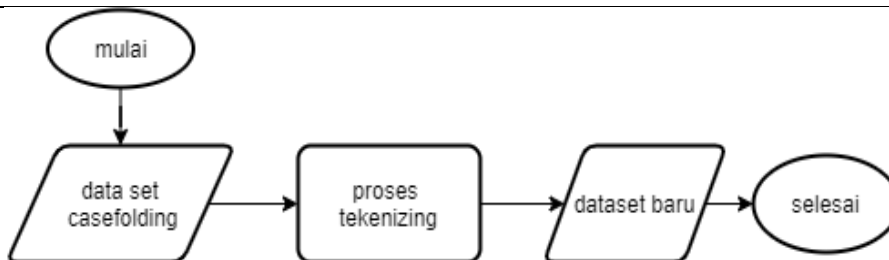 mulai
data set
casefolding
proses
tekenizing
dataset baru
selesai